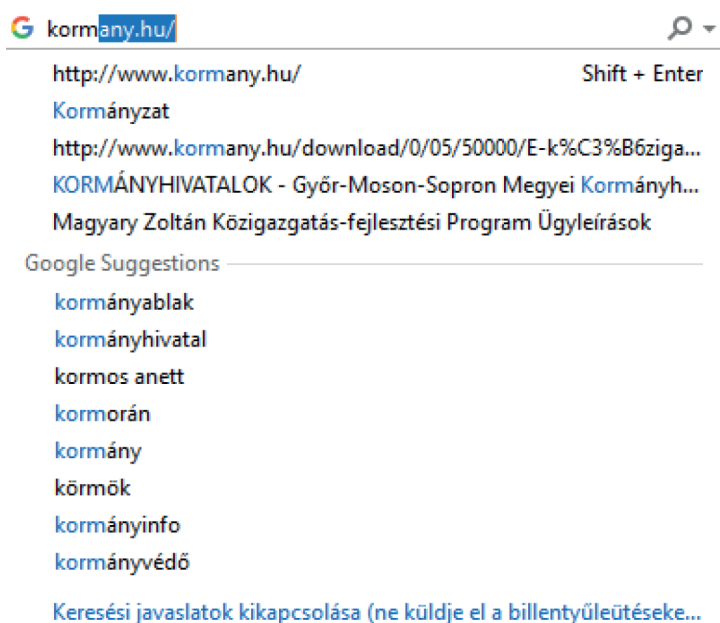 kormany.hu/
http://www.kormany.hu/ Shift + Enter
Kormányzat
http://www.kormany.hu/download/0/05/50000/E-k%C3%B6ziga...
KORMÁNYHIVATALOK - Győr-Moson-Sopron Megyei Kormányh...
Magyary Zoltán Közigazgatás-fejlesztési Program Ügyleírások
Google Suggestions
kormányablak
kormányhivatal
kormos anett
kormorán
kormány
körmök
kormányinfo
kormányvédő
Keresési javaslatok kikapcsolása (ne küldje el a billentyűleütéseke...